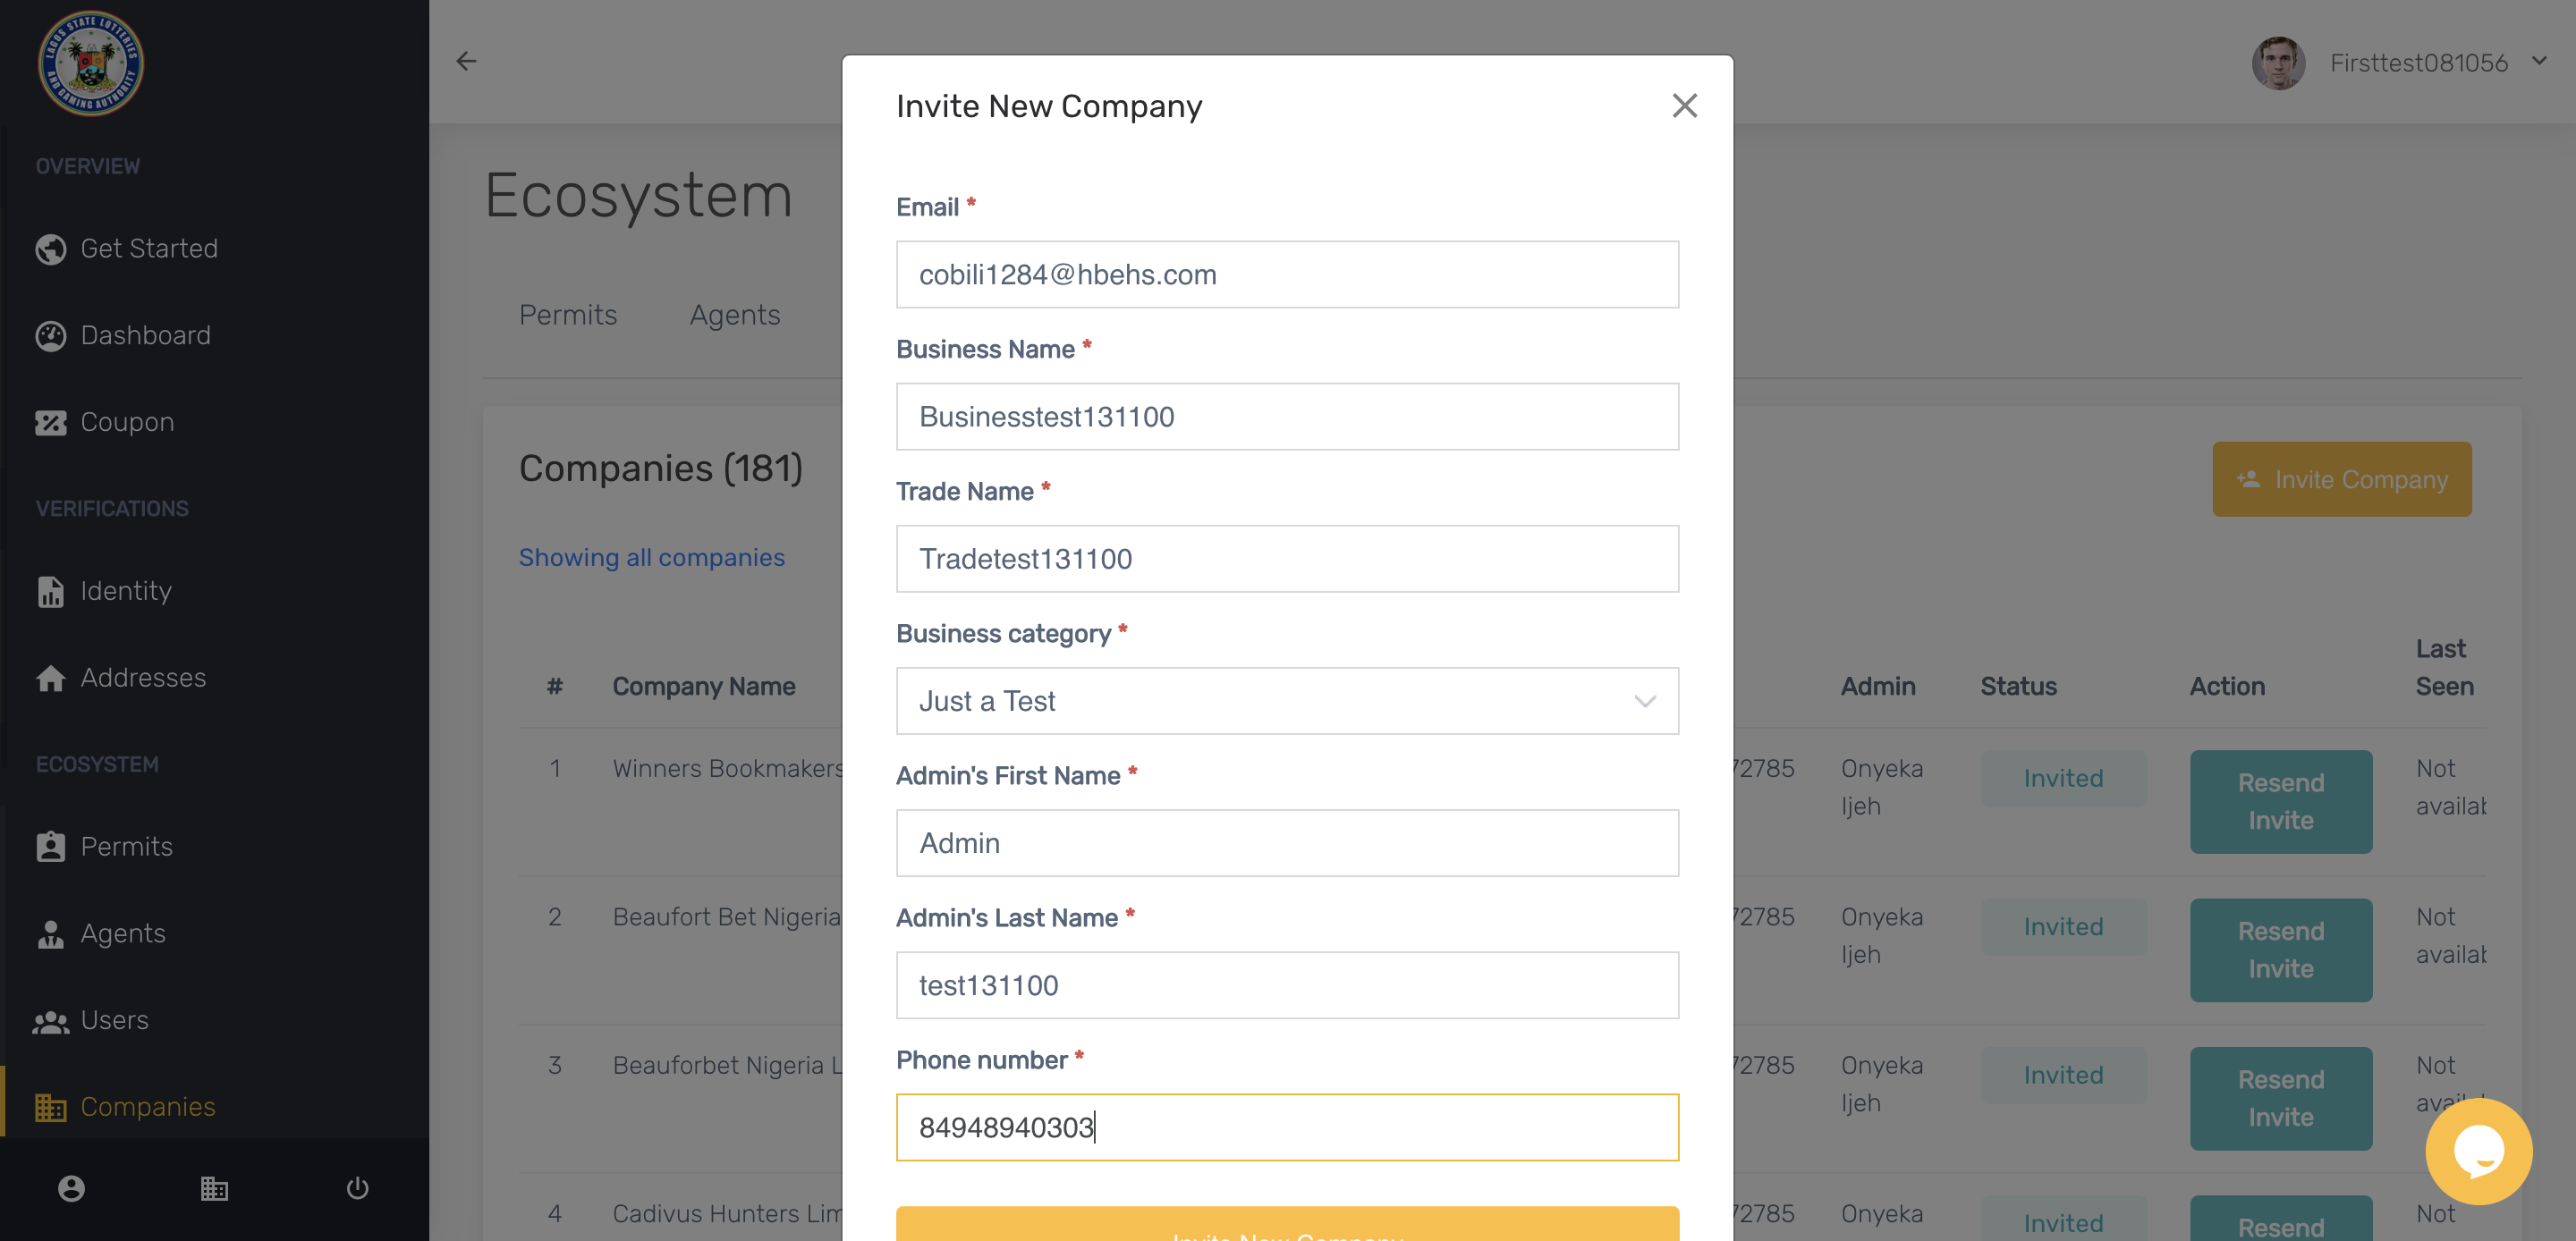 LAGOS STATE LOTTERIES
AND GAMING AUTHORITY
OVERVIEW
Get Started
Dashboard
Coupon
VERIFICATIONS
Identity
Addresses
ECOSYSTEM
Permits
Agents
Users
Companies
Firsttest081056
Ecosystem
Permits Agents
Companies (181)
Invite Company
Showing all companies
# Company Name Admin Status Action Last Seen
1 Winners Bookmakers 72785 Onyeka Ijeh Invited Resend Invite Not
2 Beaufort Bet Nigeria 72785 Onyeka Ijeh Invited Resend Invite Not
3 Beauforbet Nigeria L 72785 Onyeka Ijeh Invited Resend Invite Not
4 Cadivus Hunters Lim 72785 Onyeka Invited Resend Not
Invite New Company
Email *
cobili1284@hbehs.com
Business Name *
Businesstest131100
Trade Name *
Tradetest131100
Business category *
Just a Test
Admin's First Name *
Admin
Admin's Last Name *
test131100
Phone number *
84948940303
Invite New Company